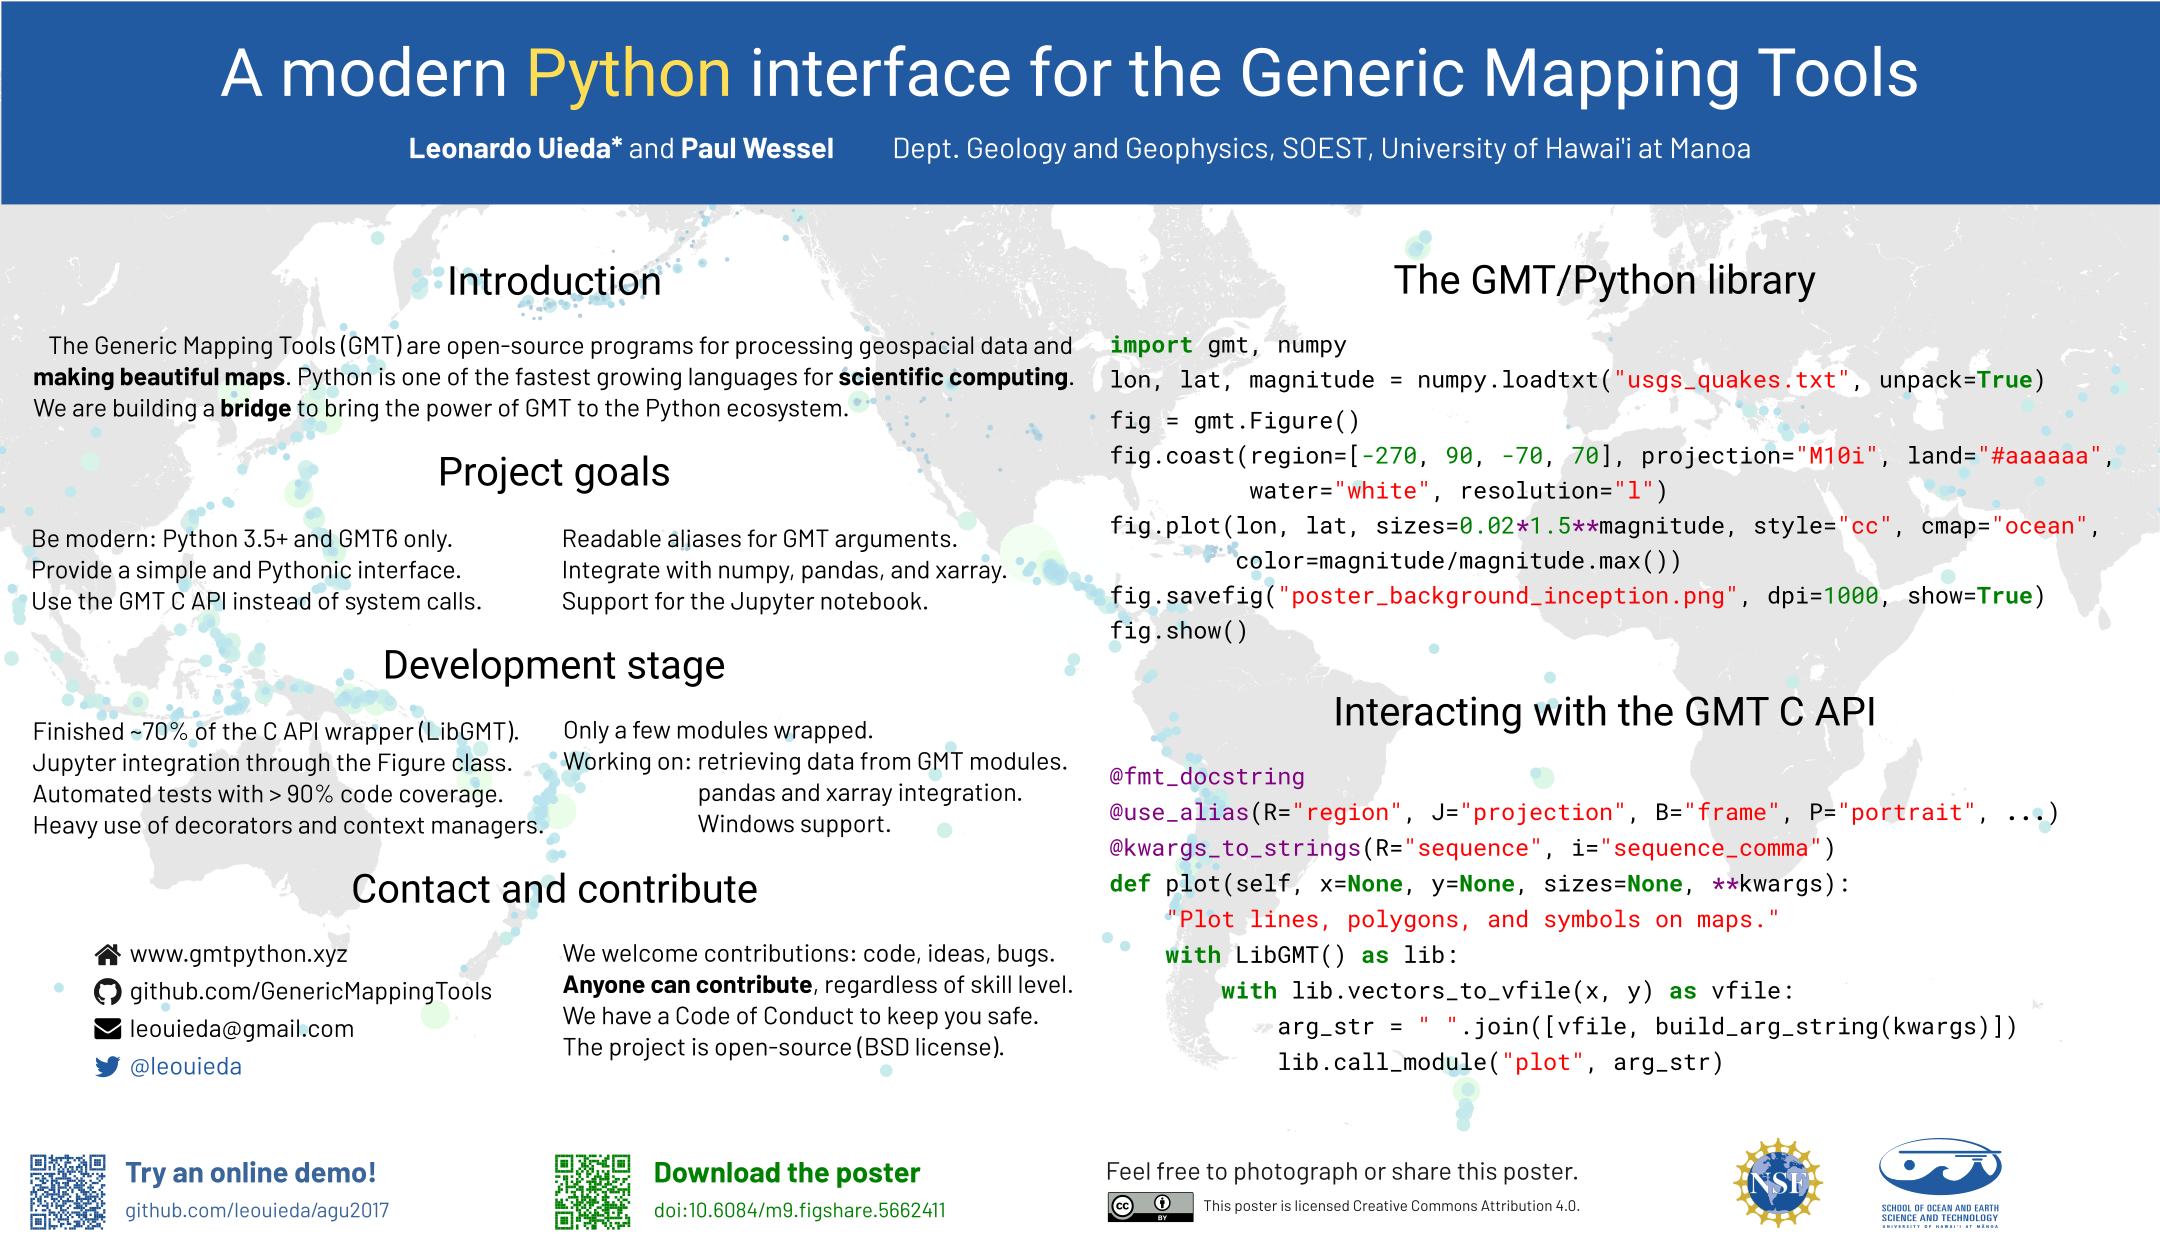 A modern Python interface for the Generic Mapping Tools
Leonardo Uieda* and Paul Wessel Dept. Geology and Geophysics, SOEST, University of Hawai'i at Manoa
Introduction
The Generic Mapping Tools (GMT) are open-source programs for processing geospacial data and
making beautiful maps. Python is one of the fastest growing languages for scientific computing.
We are building a bridge to bring the power of GMT to the Python ecosystem.
Project goals
Be modern: Python 3.5+ and GMT6 only.
Provide a simple and Pythonic interface.
Use the GMT C API instead of system calls.
Readable aliases for GMT arguments.
Integrate with numpy, pandas, and xarray.
Support for the Jupyter notebook.
Development stage
Finished ~70% of the C API wrapper (LibGMT).
Jupyter integration through the Figure class.
Automated tests with > 90% code coverage.
Heavy use of decorators and context managers.
Only a few modules wrapped.
Working on: retrieving data from GMT modules.
pandas and xarray integration.
Windows support.
Contact and contribute
www.gmtpython.xyz
github.com/GenericMappingTools
leouieda@gmail.com
@leouieda
We welcome contributions: code, ideas, bugs.
Anyone can contribute, regardless of skill level.
We have a Code of Conduct to keep you safe.
The project is open-source (BSD license).
The GMT/Python library
import gmt, numpy
lon, lat, magnitude = numpy.loadtxt("usgs_quakes.txt", unpack=True)
fig = gmt.Figure()
fig.coast(region=[-270, 90, -70, 70], projection="M10i", land="#aaaaaa",
water="white", resolution="l")
fig.plot(lon, lat, sizes=0.02*1.5**magnitude, style="cc", cmap="ocean",
color=magnitude/magnitude.max())
fig.savefig("poster_background_inception.png", dpi=1000, show=True)
fig.show()
Interacting with the GMT C API
@fmt_docstring
@use_alias(R="region", J="projection", B="frame", P="portrait", ...)
@kwargs_to_strings(R="sequence", i="sequence_comma")
def plot(self, x=None, y=None, sizes=None, **kwargs):
"Plot lines, polygons, and symbols on maps."
with LibGMT() as lib:
with lib.vectors_to_vfile(x, y) as vfile:
arg_str = " ".join([vfile, build_arg_string(kwargs)])
lib.call_module("plot", arg_str)
Try an online demo!
github.com/leouieda/agu2017
Download the poster
doi:10.6084/m9.figshare.5662411
Feel free to photograph or share this poster.
cc BY
This poster is licensed Creative Commons Attribution 4.0.
NSF
SCHOOL OF OCEAN AND EARTH
SCIENCE AND TECHNOLOGY
UNIVERSITY OF HAWAI'I AT MĀNOA